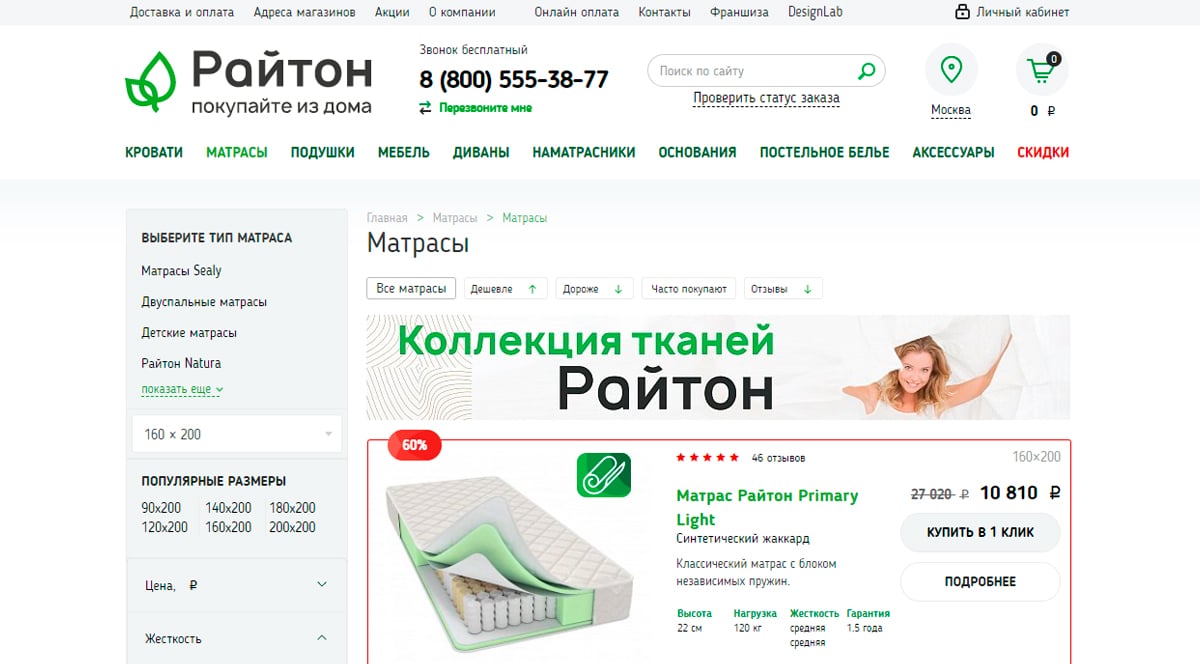 Доставка и оплата Адреса магазинов Акции О компании Онлайн оплата Контакты Франшиза DesignLab Личный кабинет
Райтон
покупайте из дома
Звонок бесплатный
8 (800) 555-38-77
Перезвоните мне
Поиск по сайту
Проверить статус заказа
Москва
0
0 ₽
КРОВАТИ МАТРАСЫ ПОДУШКИ МЕБЕЛЬ ДИВАНЫ НАМАТРАСНИКИ ОСНОВАНИЯ ПОСТЕЛЬНОЕ БЕЛЬЕ АКСЕССУАРЫ СКИДКИ
ВЫБЕРИТЕ ТИП МАТРАСА
Матрасы Sealy
Двуспальные матрасы
Детские матрасы
Райтон Natura
показать еще
160 × 200
ПОПУЛЯРНЫЕ РАЗМЕРЫ
90x200 140x200 180x200
120x200 160x200 200x200
Цена, ₽
Жесткость
Главная > Матрасы > Матрасы
Матрасы
Все матрасы Дешевле ↑ Дороже ↓ Часто покупают Отзывы ↓
Коллекция тканей
Райтон
60%
46 отзывов
160×200
Матрас Райтон Primary
Light
Синтетический жаккард
Классический матрас с блоком
независимых пружин.
27 020 ₽ 10 810 ₽
КУПИТЬ В 1 КЛИК
ПОДРОБНЕЕ
Высота Нагрузка Жесткость Гарантия
22 см 120 кг средняя 1.5 года
средняя